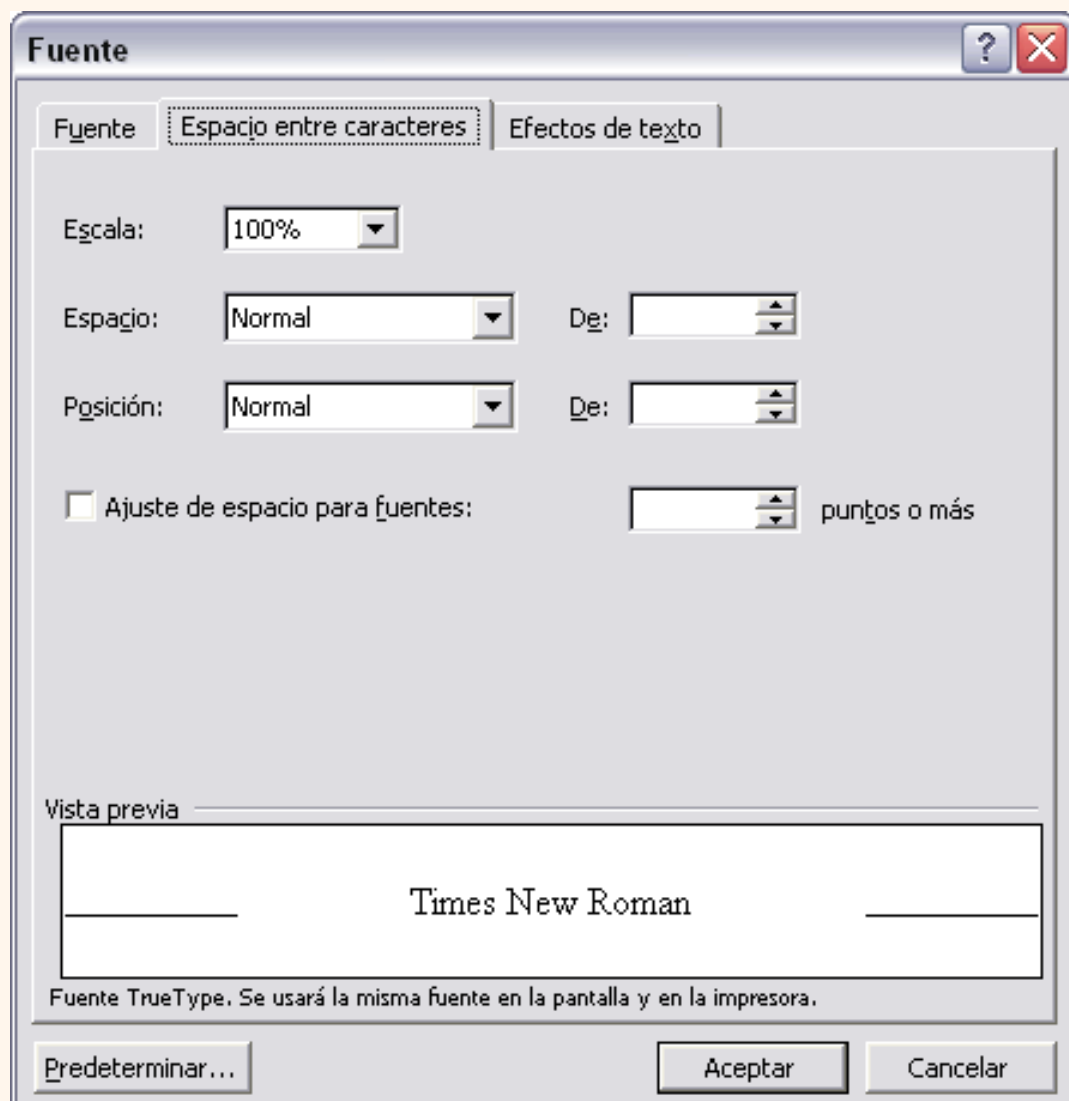 Fuente
Fuente Espacio entre caracteres Efectos de texto
Escala: 100%
Espacio: Normal De:
Posición: Normal De:
Ajuste de espacio para fuentes: puntos o más
Vista previa
Times New Roman
Fuente TrueType. Se usará la misma fuente en la pantalla y en la impresora.
Predeterminar... Aceptar Cancelar